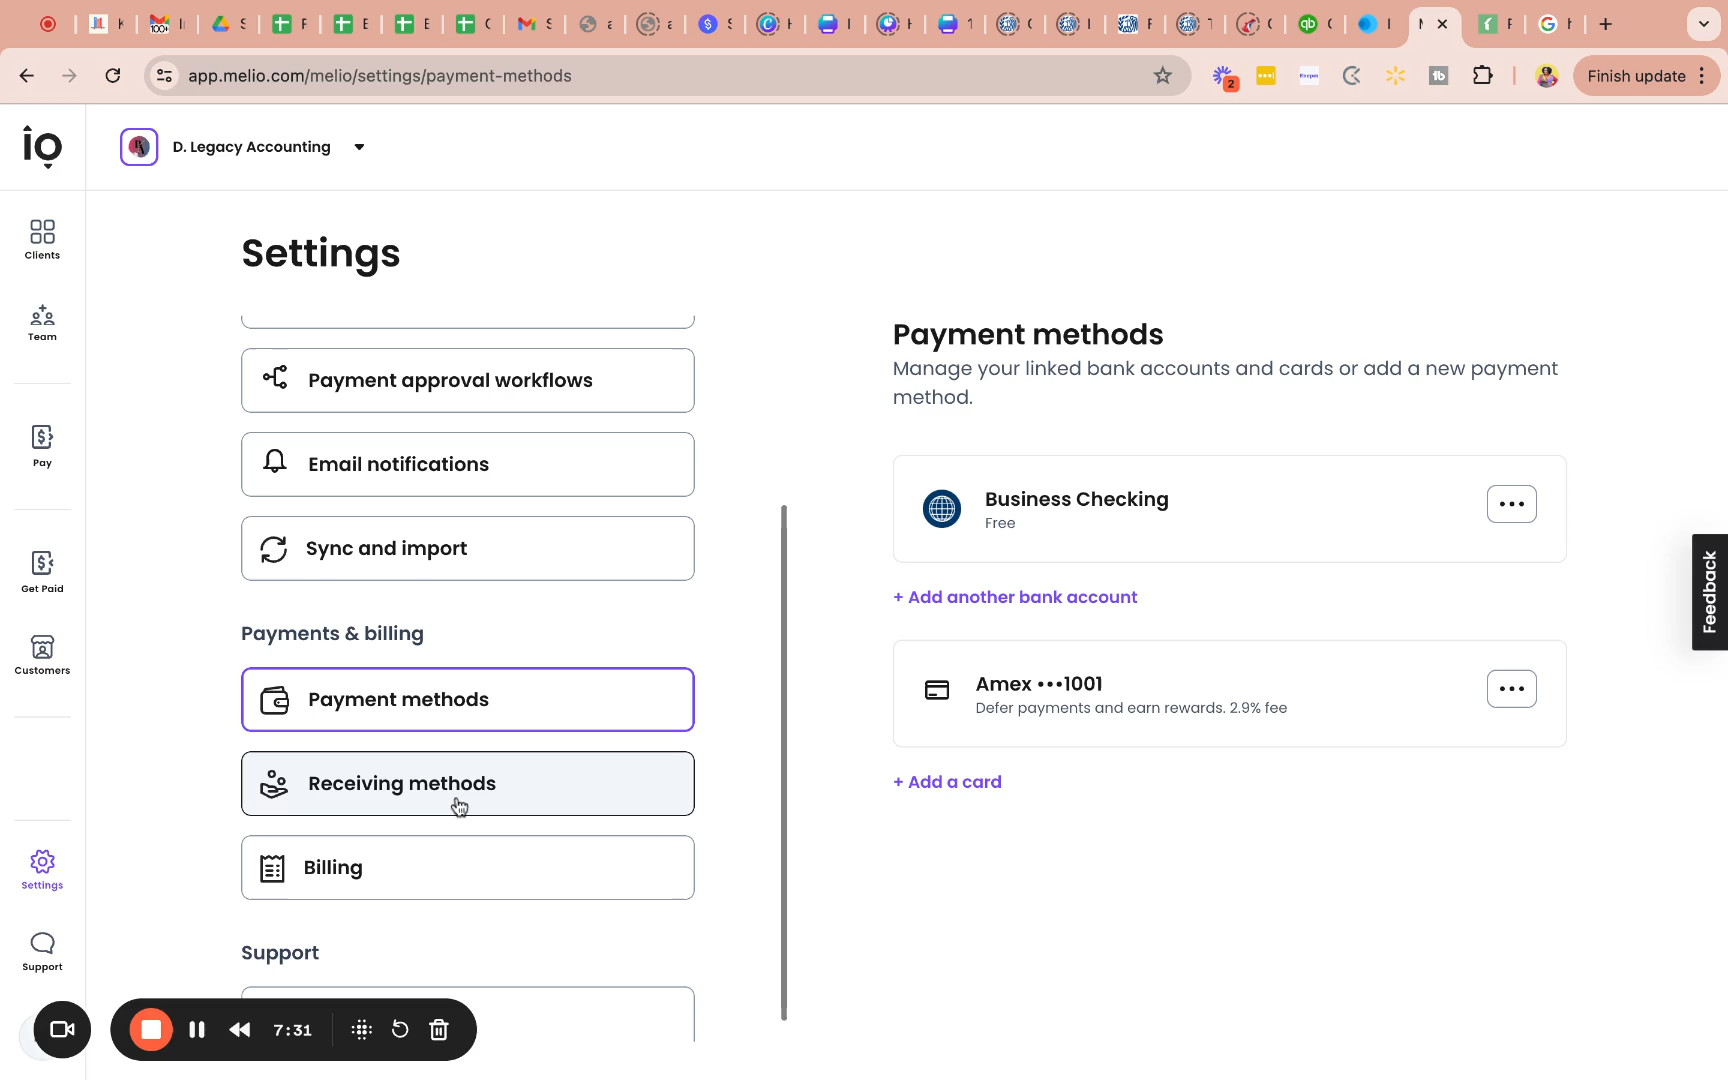 100+
app.melio.com/melio/settings/payment-methods
2
Finish update
io
D. Legacy Accounting
Clients
Team
Pay
Get Paid
Customers
Settings
Support
Settings
Payment approval workflows
Email notifications
Sync and import
Payments & billing
Payment methods
Receiving methods
Billing
Support
Payment methods
Manage your linked bank accounts and cards or add a new payment
method.
Business Checking
Free
+ Add another bank account
Amex •••1001
Defer payments and earn rewards. 2.9% fee
+ Add a card
Feedback
7:31